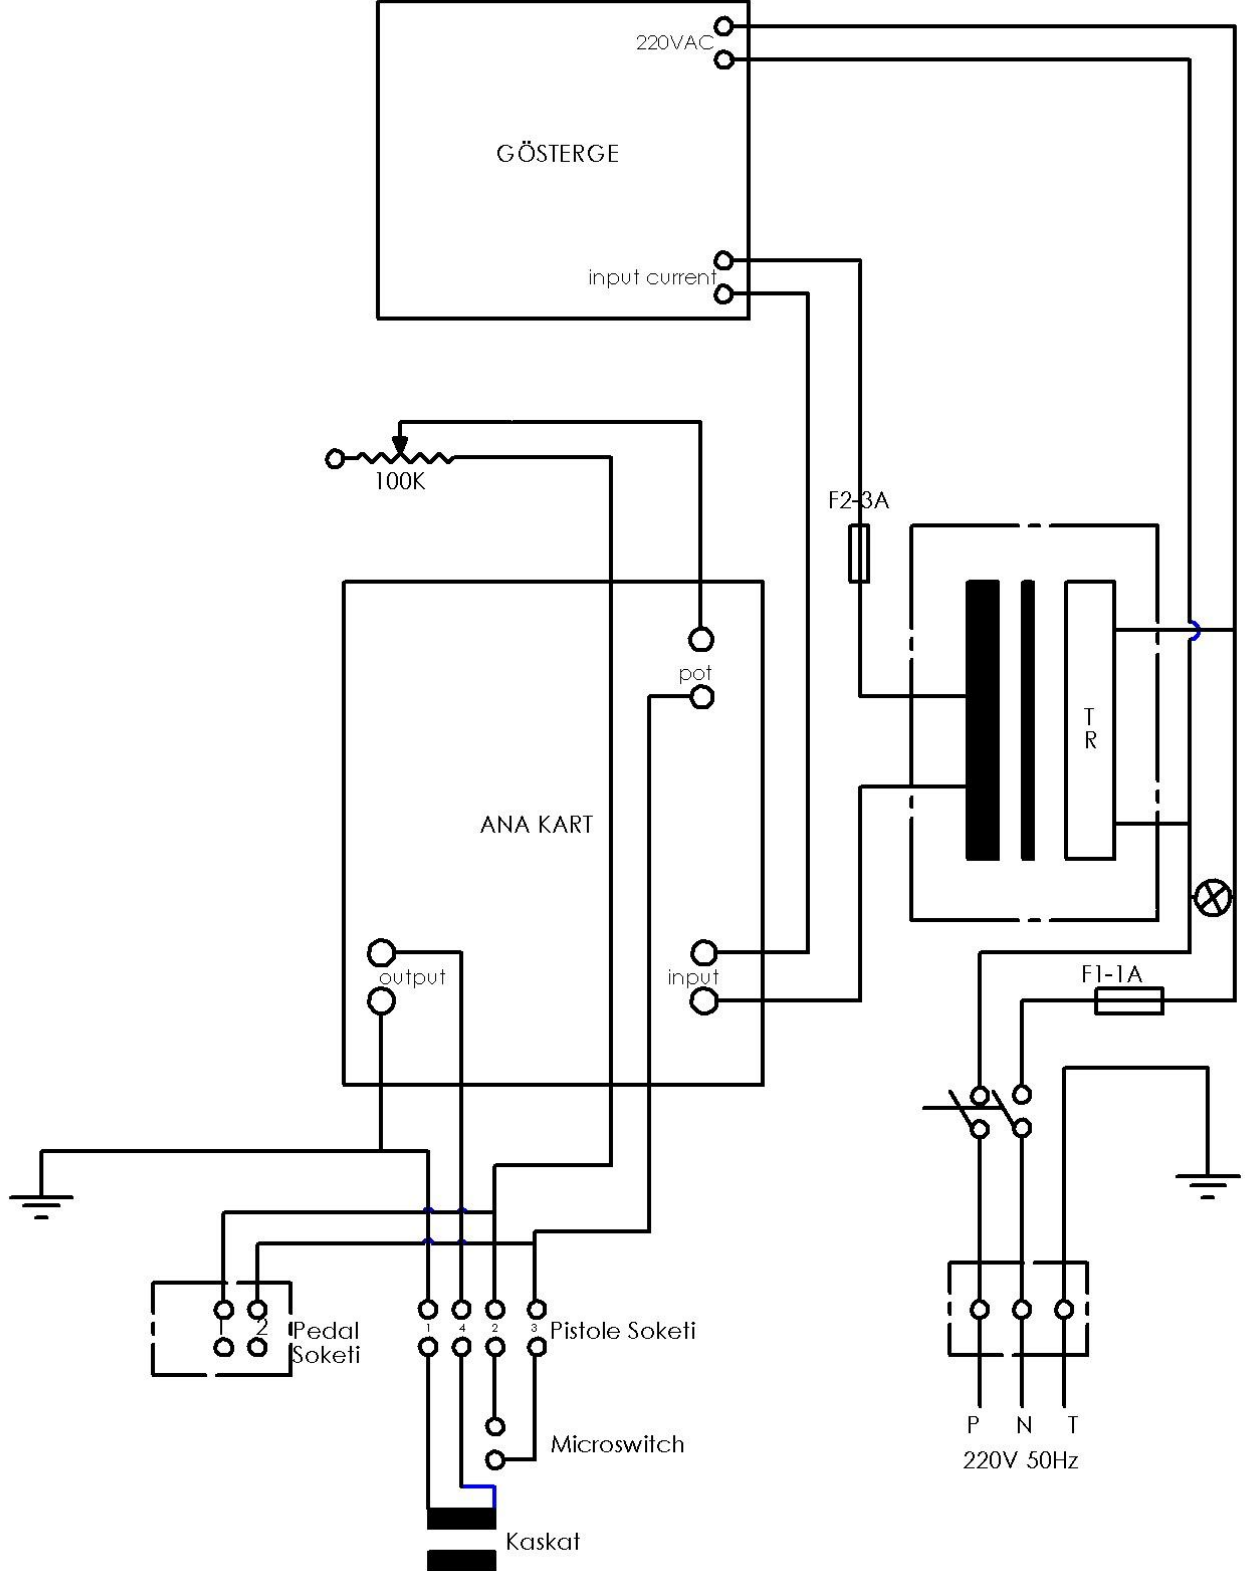 220VAC
GÖSTERGE
input current
100K
F2-3A
pot
T
R
ANA KART
output
input
F1-1A
1 2
Pedal
Soketi
1 4 2 3
Pistole Soketi
P N T
220V 50Hz
Microswitch
Kaskat